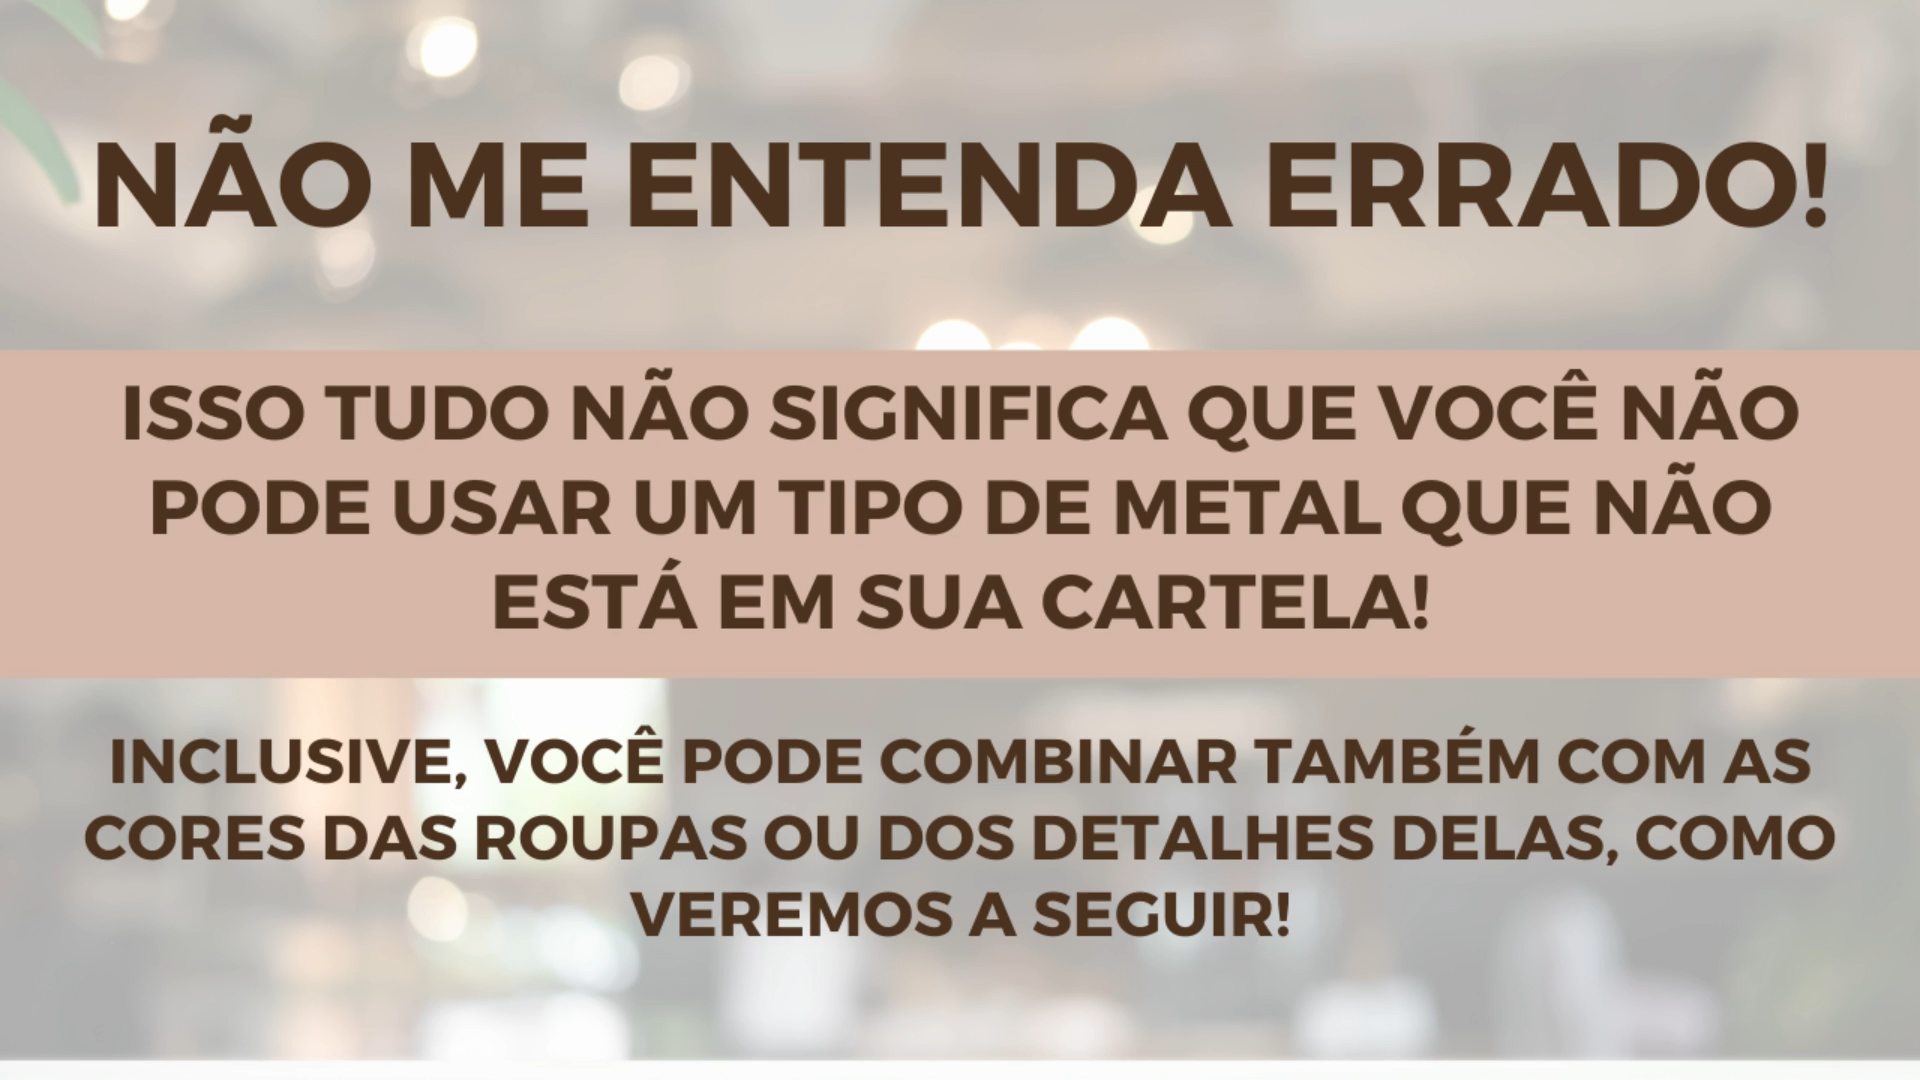 NÃO ME ENTENDA ERRADO!
ISSO TUDO NÃO SIGNIFICA QUE VOCÊ NÃO
PODE USAR UM TIPO DE METAL QUE NÃO
ESTÁ EM SUA CARTELA!
INCLUSIVE, VOCÊ PODE COMBINAR TAMBÉM COM AS
CORES DAS ROUPAS OU DOS DETALHES DELAS, COMO
VEREMOS A SEGUIR!